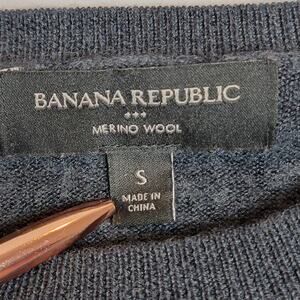 BANANA REPUBLIC
***
MERINO WOOL
S
MADE IN
CHINA